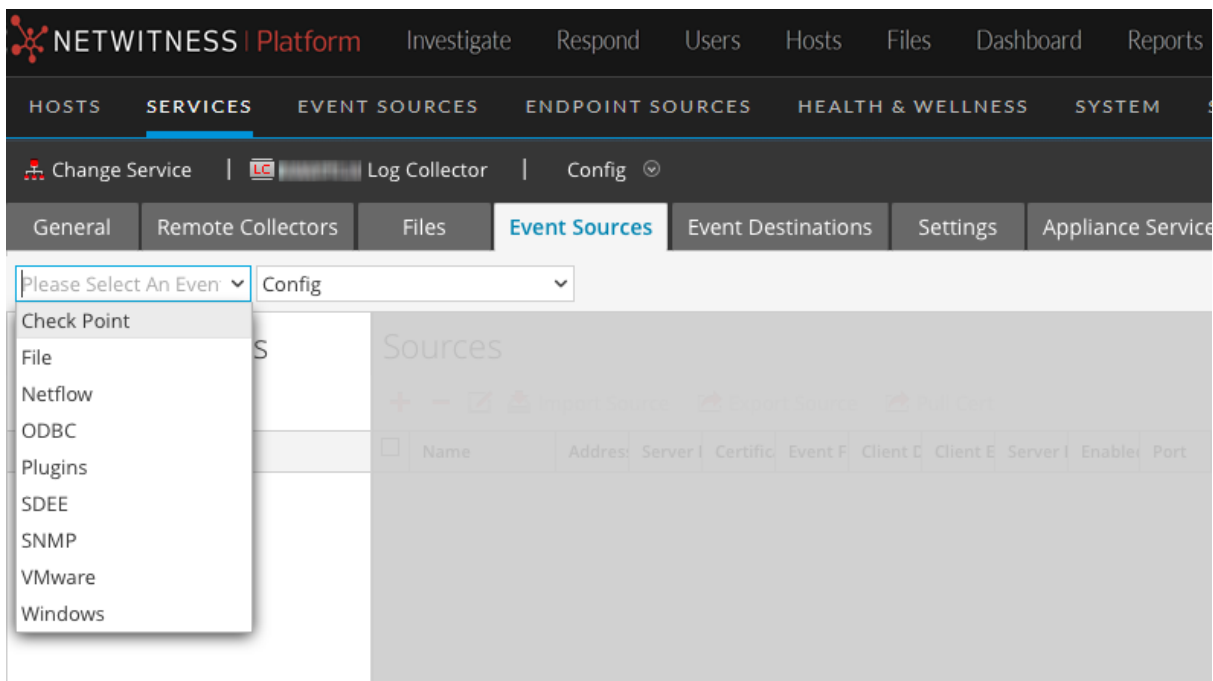 NETWITNESS | Platform Investigate Respond Users Hosts Files Dashboard Reports
HOSTS SERVICES EVENT SOURCES ENDPOINT SOURCES HEALTH & WELLNESS SYSTEM
Change Service | LC Log Collector | Config
General Remote Collectors Files Event Sources Event Destinations Settings Appliance Service
Please Select An Even Config
Check Point
File
Netflow
ODBC
Plugins
SDEE
SNMP
VMware
Windows
s
Sources
Import Source Export Source Pull Cert
Name Address Server Certific Event F Client D Client E Server Enabled Port